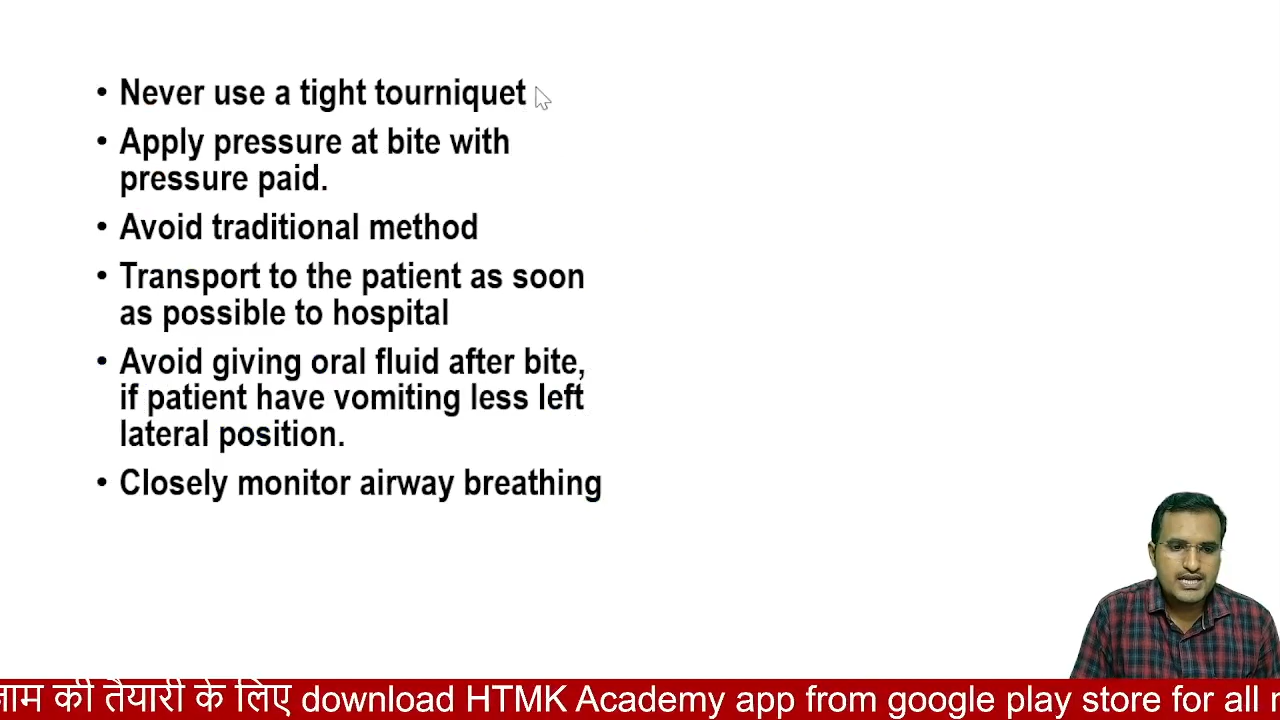 • Never use a tight tourniquet
• Apply pressure at bite with
pressure paid.
• Avoid traditional method
• Transport to the patient as soon
as possible to hospital
• Avoid giving oral fluid after bite,
if patient have vomiting less left
lateral position.
• Closely monitor airway breathing
की तैयारी के लिए download HTMK Academy app from google play store for all